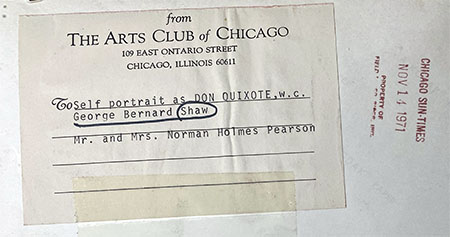 from
THE ARTS CLUB of CHICAGO
109 EAST ONTARIO STREET
CHICAGO, ILLINOIS 60611
To Self portrait as DON QUIXOTE,w.c.
George Bernard Shaw
Mr. and Mrs. Norman Holmes Pearson
CHICAGO SUN-TIMES
NOV 14 1971
PROPERTY OF
FIELD